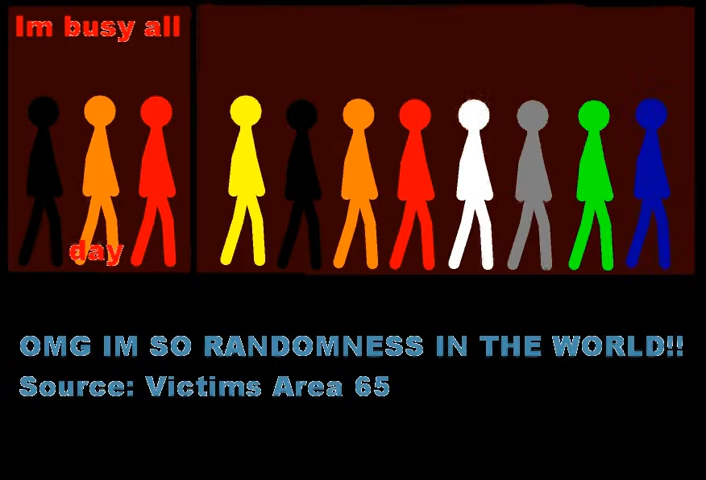 Im busy all
day
OMG IM SO RANDOMNESS IN THE WORLD!!
Source: Victims Area 65